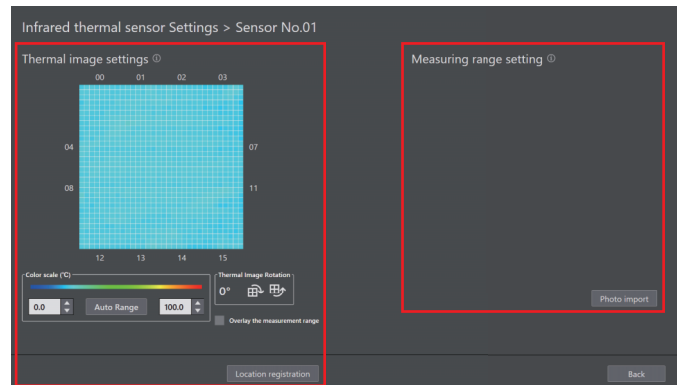 Infrared thermal sensor Settings > Sensor No.01
Thermal image settings ⓘ
00 01 02 03
04 07
08 11
12 13 14 15
Color scale (℃)
0.0 Auto Range 100.0
Thermal Image Rotation
0°
Overlay the measurement range
Location registration
Measuring range setting ⓘ
Photo import
Back